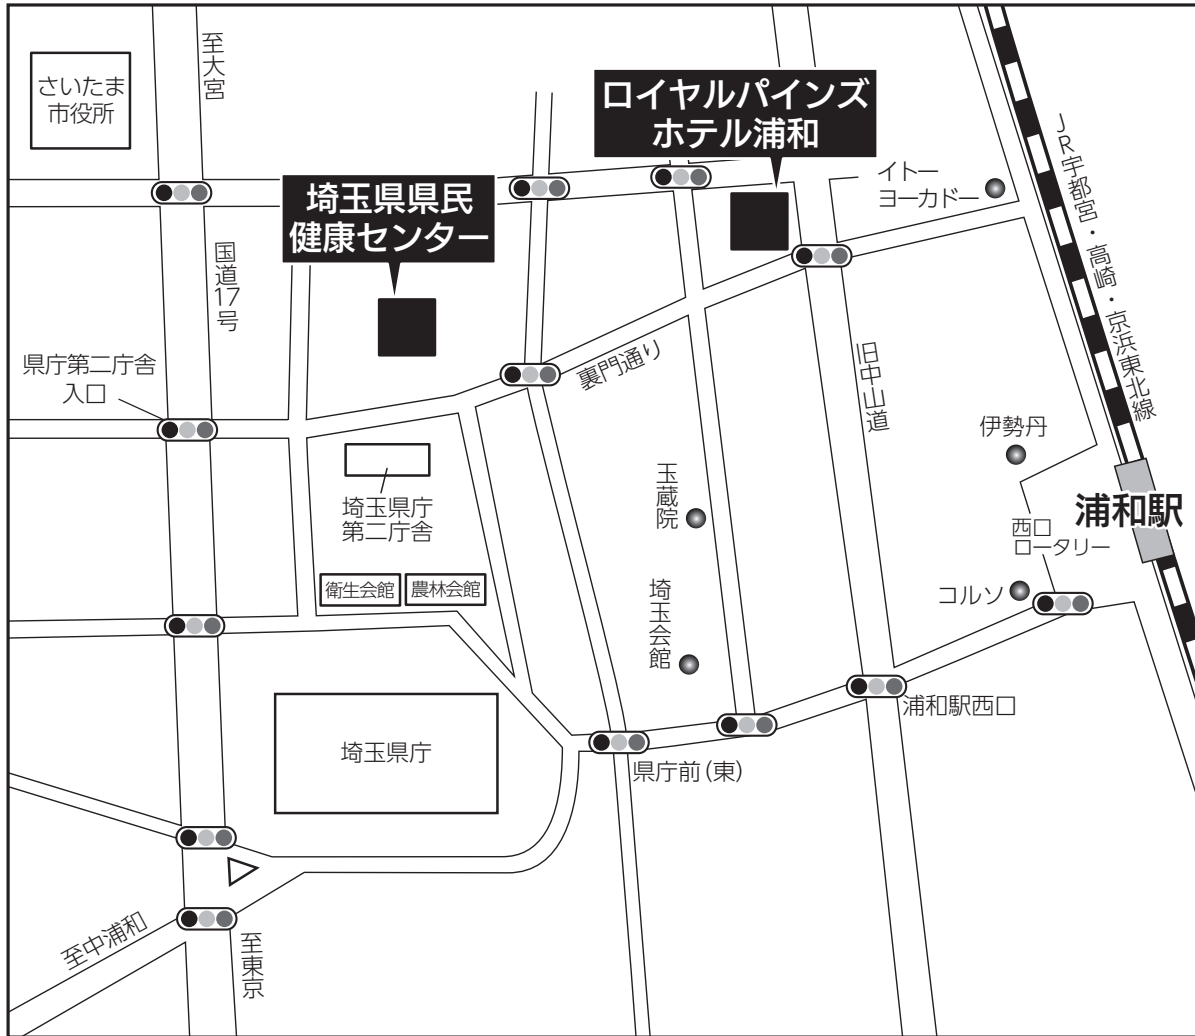 至大宮
さいたま
市役所
ロイヤルパインズ
ホテル浦和
JR宇都宮・高崎・京浜東北線
イトー
ヨーカドー
埼玉県県民
健康センター
国道17号
県庁第二庁舎
入口
裏門通り
旧中山道
伊勢丹
埼玉県庁
第二庁舎
玉蔵院
浦和駅
西口
ロータリー
衛生会館
農林会館
埼玉会館
コルソ
浦和駅西口
埼玉県庁
県庁前(東)
至中浦和
至東京